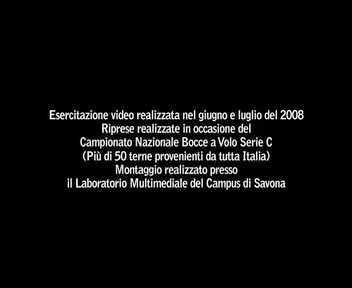 Esercitazione video realizzata nel giugno e luglio del 2008
Riprese realizzate in occasione del
Campionato Nazionale Bocce a Volo Serie C
(Più di 50 terne provenienti da tutta Italia)
Montaggio realizzato presso
il Laboratorio Multimediale del Campus di Savona